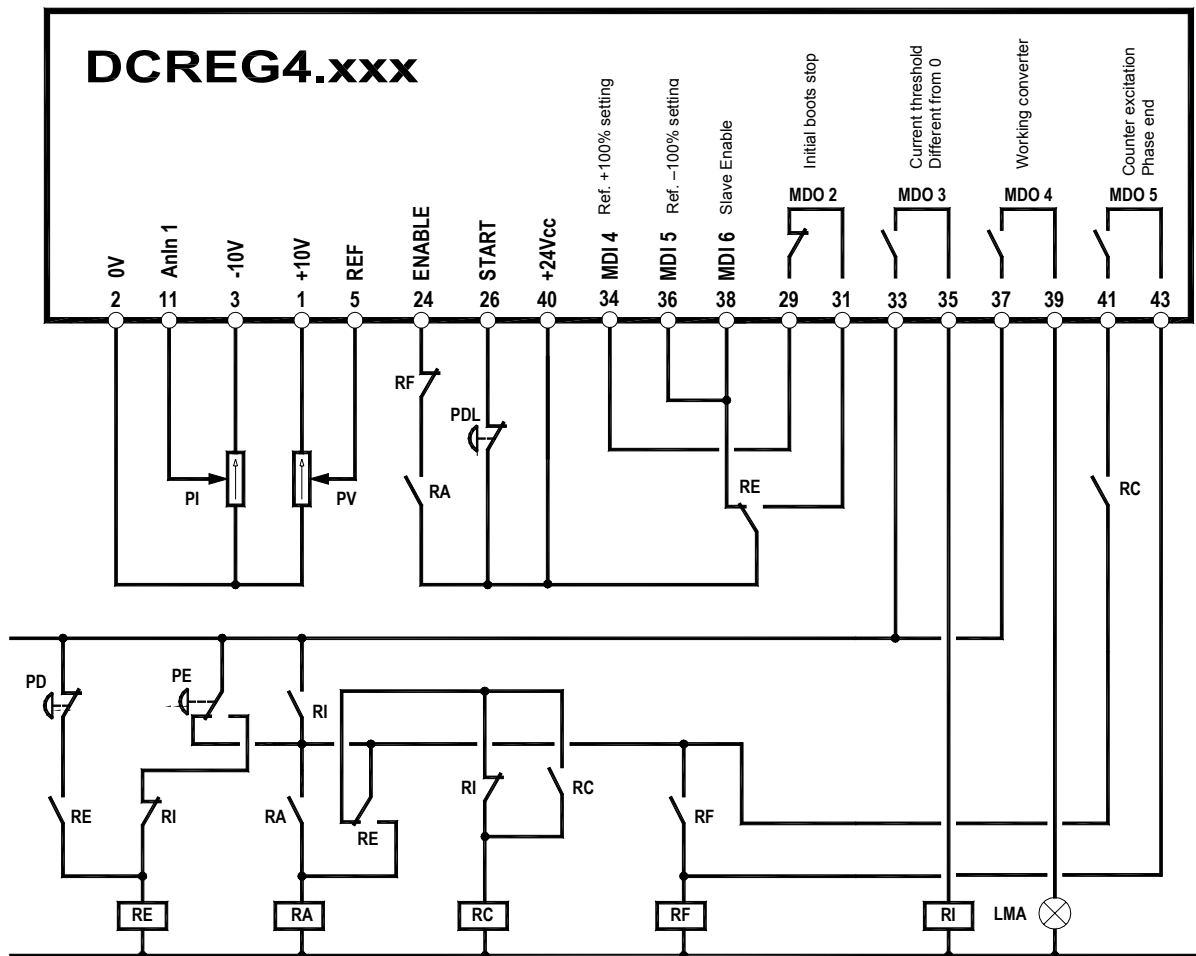 DCREG4.xxx
Ref. +100% setting
Ref. –100% setting
Slave Enable
Initial boots stop
Current threshold
Different from 0
Working converter
Counter excitation
Phase end
MDO 2
MDO 3
MDO 4
MDO 5
0V
AnIn 1
-10V
+10V
REF
ENABLE
START
+24Vcc
MDI 4
MDI 5
MDI 6
2
11
3
1
5
24
26
40
34
36
38
29
31
33
35
37
39
41
43
RF
PDL
PI
PV
RA
RE
RC
PD
PE
RI
RE
RI
RA
RE
RI
RC
RF
RE
RA
RC
RF
RI
LMA